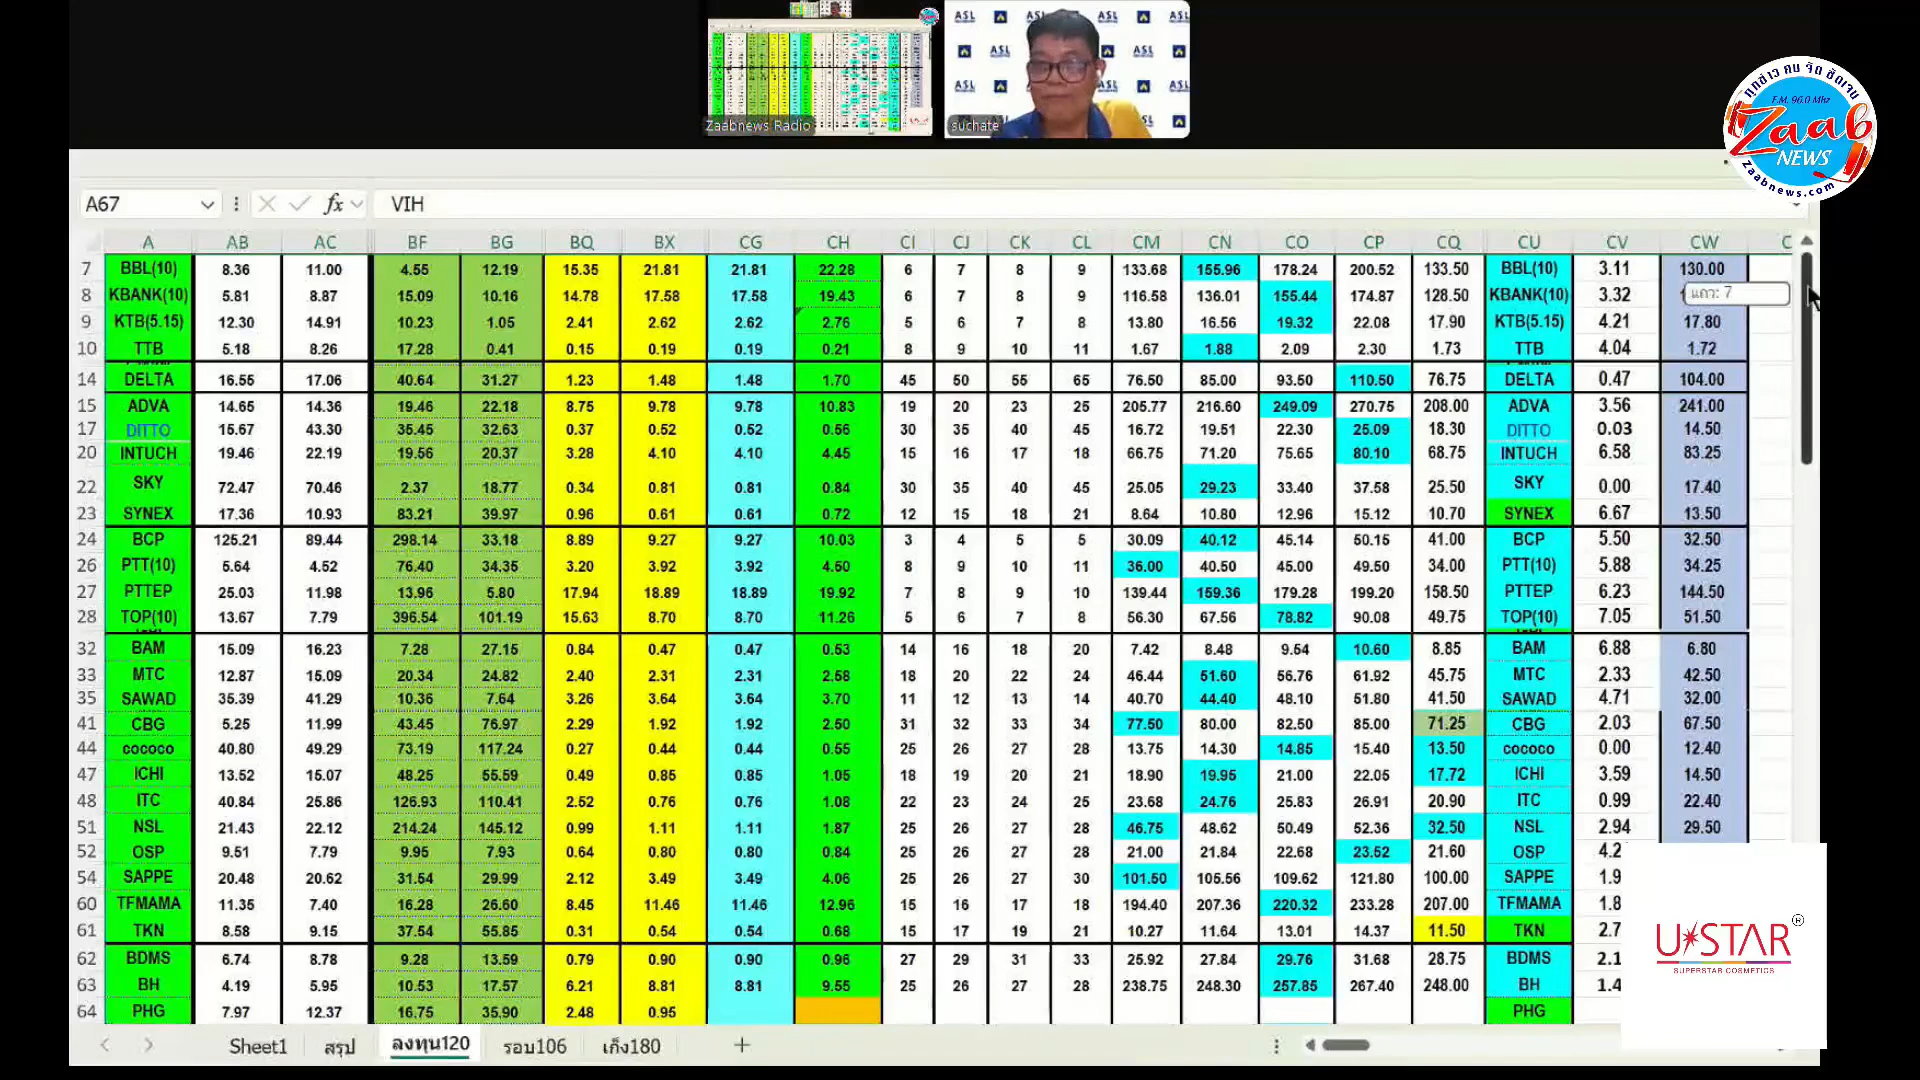 ASL ASL ASL
ASL ASL
ASL ASL
Zaabnews Radio
suchate
ทุกข่าว คม จัด ชัดเจน
F.M. 96.0 Mhz
Zaab
NEWS
Zaabnews.com
A67 fx VIH
A AB AC BF BG BQ BX CG CH CI CJ CK CL CM CN CO CP CQ CU CV CW
7 BBL(10) 8.36 11.00 4.55 12.19 15.35 21.81 21.81 22.28 6 7 8 9 133.68 155.96 178.24 200.52 133.50 BBL(10) 3.11 130.00
8 KBANK(10) 5.81 8.87 15.09 10.16 14.78 17.58 17.58 19.43 6 7 8 9 116.58 136.01 155.44 174.87 128.50 KBANK(10) 3.32
แถว: 7
9 KTB(5.15) 12.30 14.91 10.23 1.05 2.41 2.62 2.62 2.76 5 6 7 8 13.80 16.56 19.32 22.08 17.90 KTB(5.15) 4.21 17.80
10 TTB 5.18 8.26 17.28 0.41 0.15 0.19 0.19 0.21 8 9 10 11 1.67 1.88 2.09 2.30 1.73 TTB 4.04 1.72
14 DELTA 16.55 17.06 40.64 31.27 1.23 1.48 1.48 1.70 45 50 55 65 76.50 85.00 93.50 110.50 76.75 DELTA 0.47 104.00
15 ADVA 14.65 14.36 19.46 22.18 8.75 9.78 9.78 10.83 19 20 23 25 205.77 216.60 249.09 270.75 208.00 ADVA 3.56 241.00
17 DITTO 15.67 43.30 35.45 32.63 0.37 0.52 0.52 0.56 30 35 40 45 16.72 19.51 22.30 25.09 18.30 DITTO 0.03 14.50
20 INTUCH 19.46 22.19 19.56 20.37 3.28 4.10 4.10 4.45 15 16 17 18 66.75 71.20 75.65 80.10 68.75 INTUCH 6.58 83.25
22 SKY 72.47 70.46 2.37 18.77 0.34 0.81 0.81 0.84 30 35 40 45 25.05 29.23 33.40 37.58 25.50 SKY 0.00 17.40
23 SYNEX 17.36 10.93 83.21 39.97 0.96 0.61 0.61 0.72 12 15 18 21 8.64 10.80 12.96 15.12 10.70 SYNEX 6.67 13.50
24 BCP 125.21 89.44 298.14 33.18 8.89 9.27 9.27 10.03 3 4 5 5 30.09 40.12 45.14 50.15 41.00 BCP 5.50 32.50
26 PTT(10) 5.64 4.52 76.40 34.35 3.20 3.92 3.92 4.50 8 9 10 11 36.00 40.50 45.00 49.50 34.00 PTT(10) 5.88 34.25
27 PTTEP 25.03 11.98 13.96 5.80 17.94 18.89 18.89 19.92 7 8 9 10 139.44 159.36 179.28 199.20 158.50 PTTEP 6.23 144.50
28 TOP(10) 13.67 7.79 396.54 101.19 15.63 8.70 8.70 11.26 5 6 7 8 56.30 67.56 78.82 90.08 49.75 TOP(10) 7.05 51.50
32 BAM 15.09 16.23 7.28 27.15 0.84 0.47 0.47 0.53 14 16 18 20 7.42 8.48 9.54 10.60 8.85 BAM 6.88 6.80
33 MTC 12.87 15.09 20.34 24.82 2.40 2.31 2.31 2.58 18 20 22 24 46.44 51.60 56.76 61.92 45.75 MTC 2.33 42.50
35 SAWAD 35.39 41.29 10.36 7.64 3.26 3.64 3.64 3.70 11 12 13 14 40.70 44.40 48.10 51.80 41.50 SAWAD 4.71 32.00
41 CBG 5.25 11.99 43.45 76.97 2.29 1.92 1.92 2.50 31 32 33 34 77.50 80.00 82.50 85.00 71.25 CBG 2.03 67.50
44 cococo 40.80 49.29 73.19 117.24 0.27 0.44 0.44 0.55 25 26 27 28 13.75 14.30 14.85 15.40 13.50 cococo 0.00 12.40
47 ICHI 13.52 15.07 48.25 55.59 0.49 0.85 0.85 1.05 18 19 20 21 18.90 19.95 21.00 22.05 17.72 ICHI 3.59 14.50
48 ITC 40.84 25.86 126.93 110.41 2.52 0.76 0.76 1.08 22 23 24 25 23.68 24.76 25.83 26.91 20.90 ITC 0.99 22.40
51 NSL 21.43 22.12 214.24 145.12 0.99 1.11 1.11 1.87 25 26 27 28 46.75 48.62 50.49 52.36 32.50 NSL 2.94 29.50
52 OSP 9.51 7.79 9.95 7.93 0.64 0.80 0.80 0.84 25 26 27 28 21.00 21.84 22.68 23.52 21.60 OSP 4.2
54 SAPPE 20.48 20.62 31.54 29.99 2.12 3.49 3.49 4.06 25 26 27 30 101.50 105.56 109.62 121.80 100.00 SAPPE 1.9
60 TFMAMA 11.35 7.40 16.28 26.60 8.45 11.46 11.46 12.96 15 16 17 18 194.40 207.36 220.32 233.28 207.00 TFMAMA 1.8
61 TKN 8.58 9.15 37.54 55.85 0.31 0.54 0.54 0.68 15 17 19 21 10.27 11.64 13.01 14.37 11.50 TKN 2.7
62 BDMS 6.74 8.78 9.28 13.59 0.79 0.90 0.90 0.96 27 29 31 33 25.92 27.84 29.76 31.68 28.75 BDMS 2.1
63 BH 4.19 5.95 10.53 17.57 6.21 8.81 8.81 9.55 25 26 27 28 238.75 248.30 257.85 267.40 248.00 BH 1.4
64 PHG 7.97 12.37 16.75 35.90 2.48 0.95 PHG
U*STAR ®
SUPERSTAR COSMETICS
Sheet1 สรุป ลงทุน120 รอบ106 เก็ง180 +